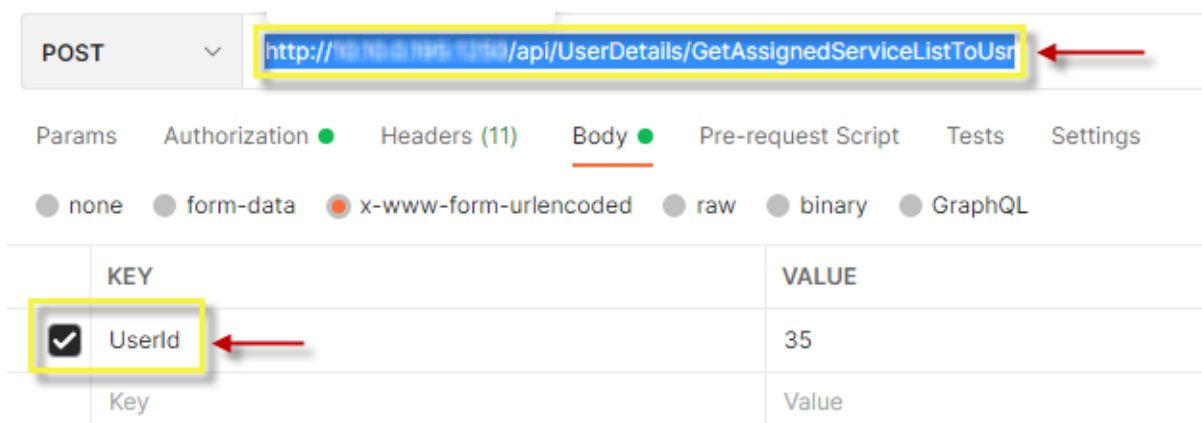 POST http:// /api/UserDetails/GetAssignedServiceListToUsr
Params Authorization Headers (11) Body Pre-request Script Tests Settings
none form-data x-www-form-urlencoded raw binary GraphQL
KEY VALUE
UserId 35
Key Value